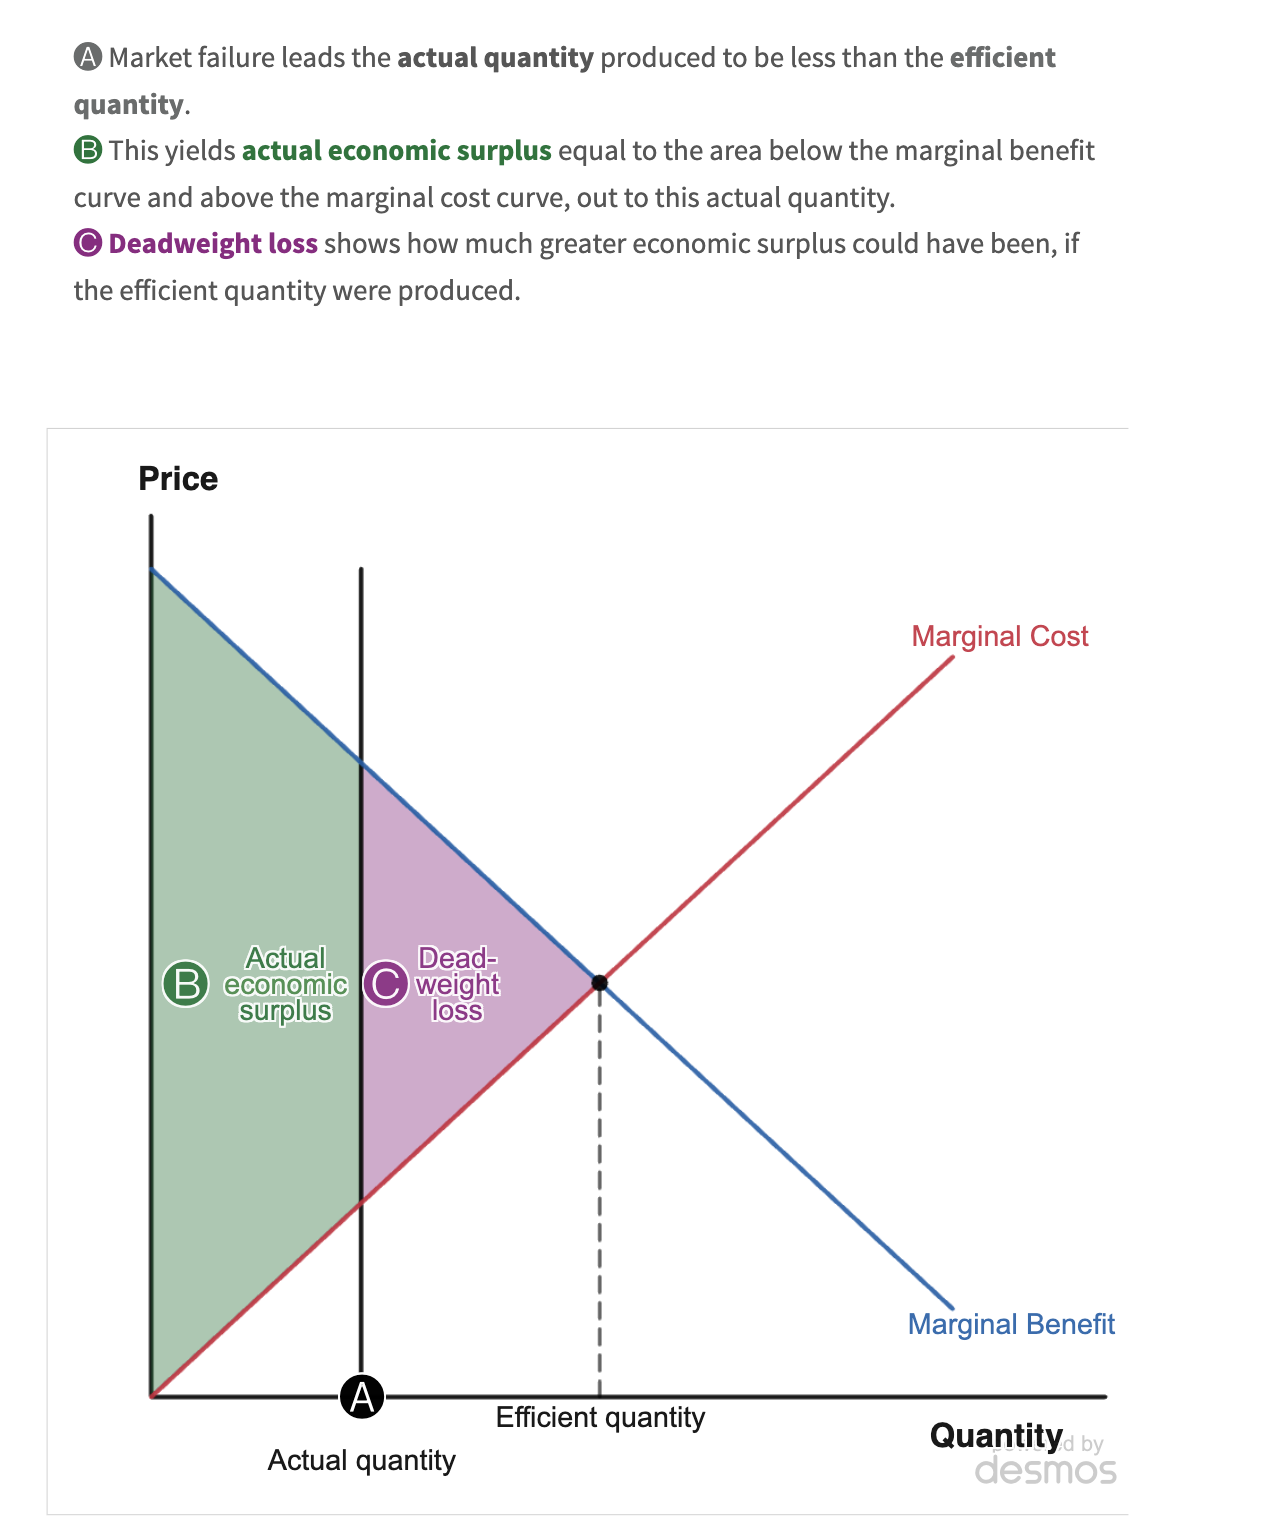 A Market failure leads the actual quantity produced to be less than the efficient
quantity.
B This yields actual economic surplus equal to the area below the marginal benefit
curve and above the marginal cost curve, out to this actual quantity.
C Deadweight loss shows how much greater economic surplus could have been, if
the efficient quantity were produced.
Price
Marginal Cost
B
Actual
economic
surplus
C
Dead-
weight
loss
Marginal Benefit
A
Efficient quantity
Actual quantity
Quantity
by
desmos